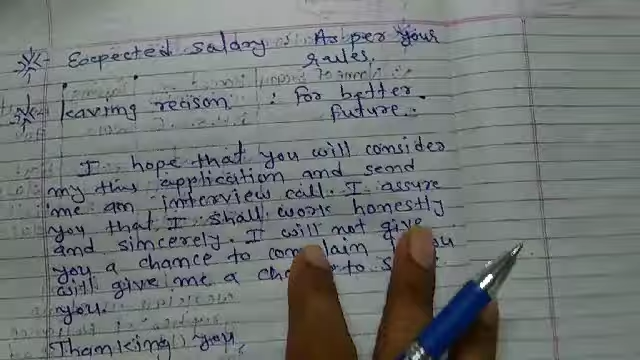 Expected salary : As per your
rules.
Leaving reason : For better
future.
I hope that you will consider
my this application and send
me an interview call. I assure
you that I shall work honestly
and sincerely. I will not give
you a chance to complain you
will give me a to
you.
Thanking you,